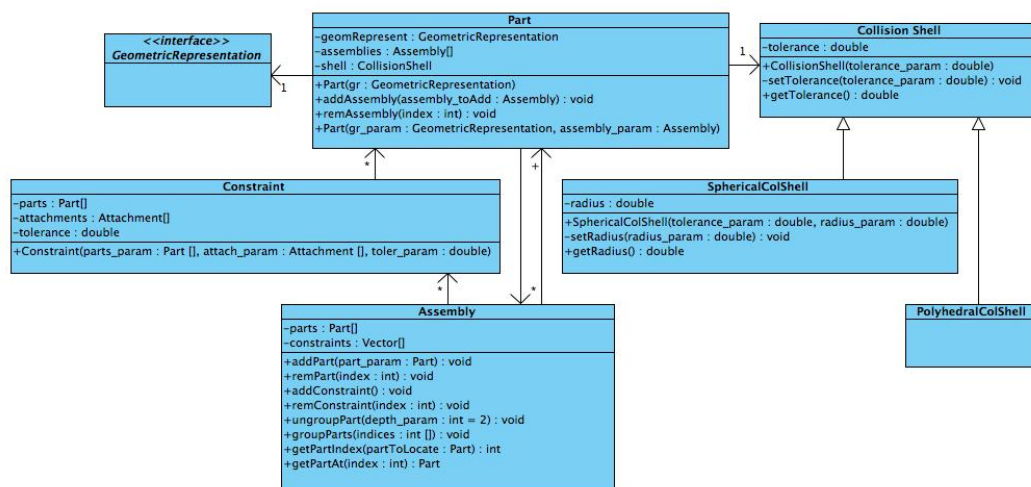 <<interface>>
GeometricRepresentation
1
Part
-geomRepresent : GeometricRepresentation
-assemblies : Assembly[]
-shell : CollisionShell
+Part(gr : GeometricRepresentation)
+addAssembly(assembly_toAdd : Assembly) : void
+remAssembly(index : int) : void
+Part(gr_param : GeometricRepresentation, assembly_param : Assembly)
1
Collision Shell
-tolerance : double
+CollisionShell(tolerance_param : double)
-setTolerance(tolerance_param : double) : void
+getTolerance() : double
*
+
Constraint
-parts : Part[]
-attachments : Attachment[]
-tolerance : double
+Constraint(parts_param : Part [], attach_param : Attachment [], toler_param : double)
SphericalColShell
-radius : double
+SphericalColShell(tolerance_param : double, radius_param : double)
-setRadius(radius_param : double) : void
+getRadius() : double
*
*
Assembly
-parts : Part[]
-constraints : Vector[]
+addPart(part_param : Part) : void
+remPart(index : int) : void
+addConstraint() : void
+remConstraint(index : int) : void
+ungroupPart(depth_param : int = 2) : void
+groupParts(indices : int []) : void
+getPartIndex(partToLocate : Part) : int
+getPartAt(index : int) : Part
PolyhedralColShell